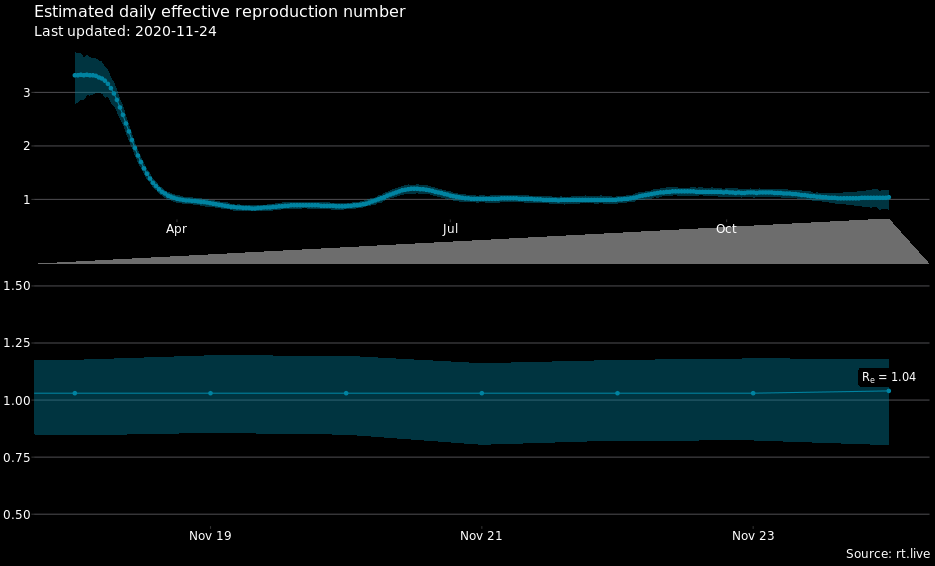 Estimated daily effective reproduction number
Last updated: 2020-11-24
3
2
1
Apr Jul Oct
1.50
1.25
Re = 1.04
1.00
0.75
0.50
Nov 19 Nov 21 Nov 23
Source: rt.live